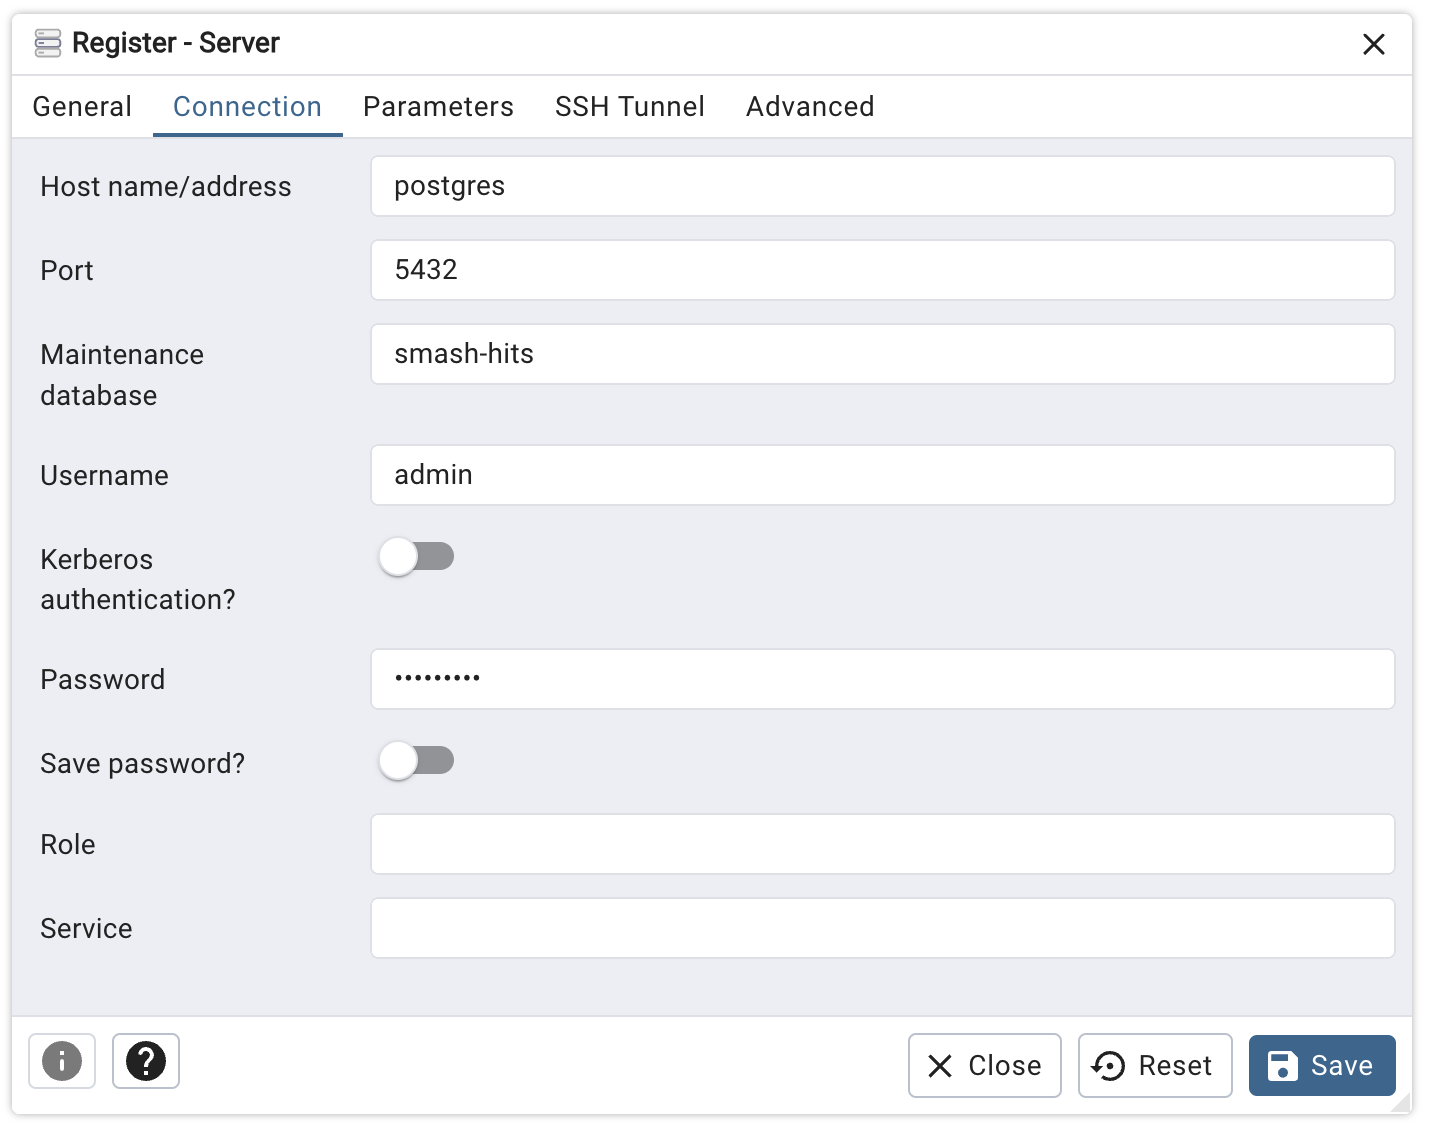 Register - Server
General Connection Parameters SSH Tunnel Advanced
Host name/address postgres
Port 5432
Maintenance smash-hits
database
Username admin
Kerberos
authentication?
Password •••••••••
Save password?
Role
Service
i ? Close Reset Save